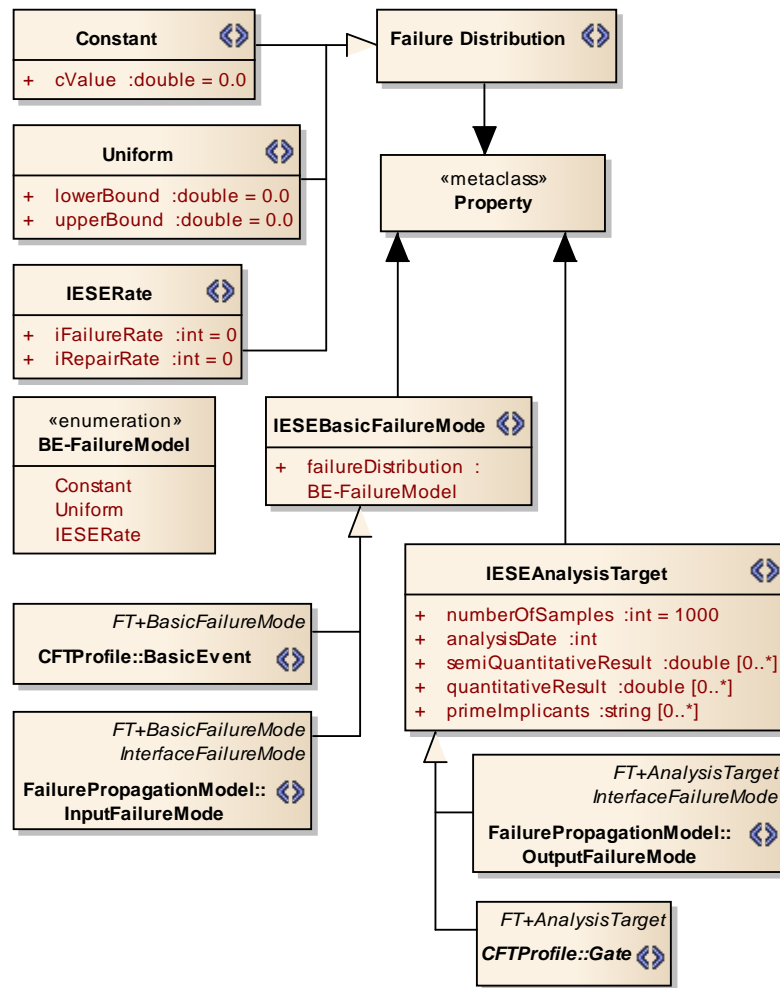 Constant
+ cValue :double = 0.0
Failure Distribution
Uniform
+ lowerBound :double = 0.0
+ upperBound :double = 0.0
«metaclass»
Property
IESERate
+ iFailureRate :int = 0
+ iRepairRate :int = 0
«enumeration»
BE-FailureModel
Constant
Uniform
IESERate
IESEBasicFailureMode
+ failureDistribution :
BE-FailureModel
IESEAnalysisTarget
+ numberOfSamples :int = 1000
+ analysisDate :int
+ semiQuantitativeResult :double [0..*]
+ quantitativeResult :double [0..*]
+ primeImplicants :string [0..*]
FT+BasicFailureMode
CFTProfile::BasicEvent
FT+BasicFailureMode
InterfaceFailureMode
FailurePropagationModel::
InputFailureMode
FT+AnalysisTarget
InterfaceFailureMode
FailurePropagationModel::
OutputFailureMode
FT+AnalysisTarget
CFTProfile::Gate